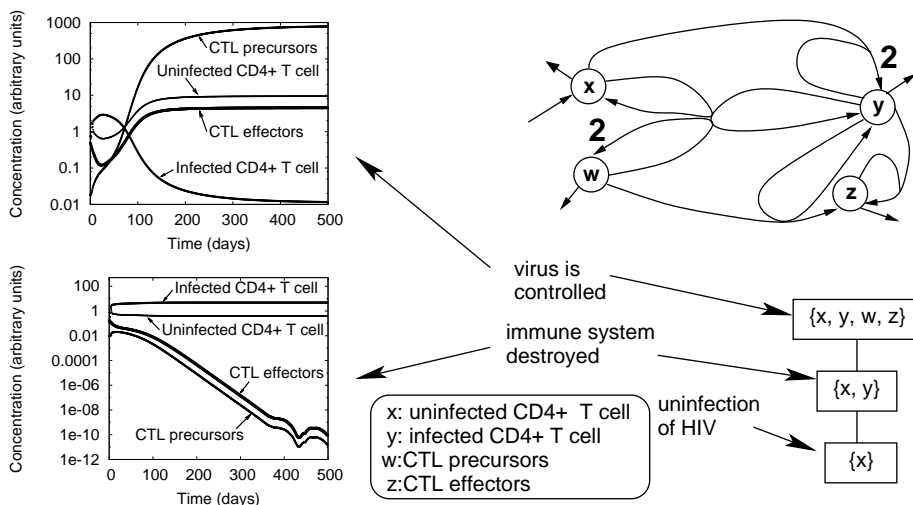 Concentration (arbitrary units)
1000
100
10
1
0.1
0.01
CTL precursors
Uninfected CD4+ T cell
CTL effectors
Infected CD4+ T cell
0 100 200 300 400 500
Time (days)
x
2
y
2
w
z
Concentration (arbitrary units)
100
1
0.01
0.0001
1e-06
1e-08
1e-10
1e-12
Infected CD4+ T cell
Uninfected CD4+ T cell
CTL effectors
CTL precursors
0 100 200 300 400 500
Time (days)
virus is
controlled
immune system
destroyed
uninfection
of HIV
{x, y, w, z}
{x, y}
{x}
x: uninfected CD4+ T cell
y: infected CD4+ T cell
w:CTL precursors
z:CTL effectors